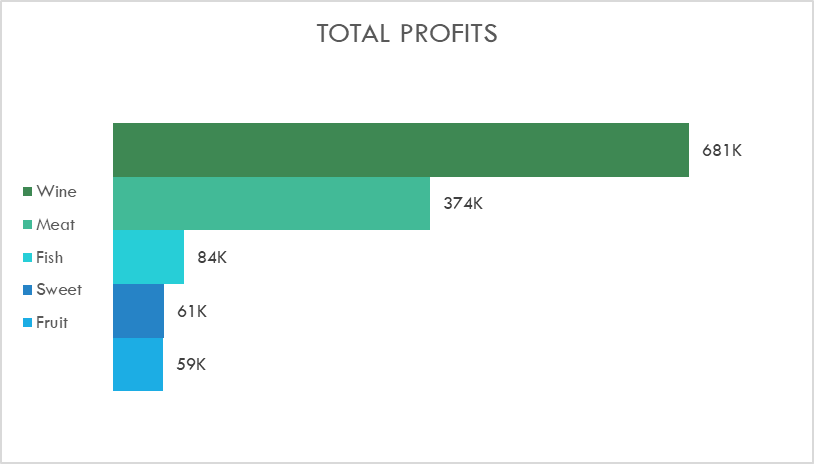 TOTAL PROFITS
681K
Wine
374K
Meat
Fish
84K
Sweet
61K
Fruit
59K